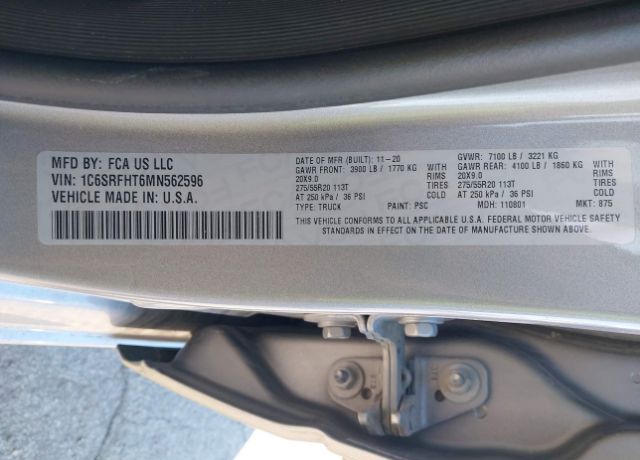 MFD BY: FCA US LLC
VIN: 1C6SRFHT6MN562596
VEHICLE MADE IN: U.S.A.
DATE OF MFR (BUILT): 11-20
GAWR FRONT: 3900 LB / 1770 KG WITH
20X9.0 RIMS
275/55R20 113T TIRES
AT 250 kPa / 36 PSI COLD
TYPE: TRUCK PAINT: PSC
GVWR: 7100 LB / 3221 KG
GAWR REAR: 4100 LB / 1860 KG WITH
20X9.0 RIMS
275/55R20 113T TIRES
AT 250 kPa / 36 PSI COLD
MDH: 110801 MKT: 875
THIS VEHICLE CONFORMS TO ALL APPLICABLE U.S.A. FEDERAL MOTOR VEHICLE SAFETY
STANDARDS IN EFFECT ON THE DATE OF MANUFACTURE SHOWN ABOVE.